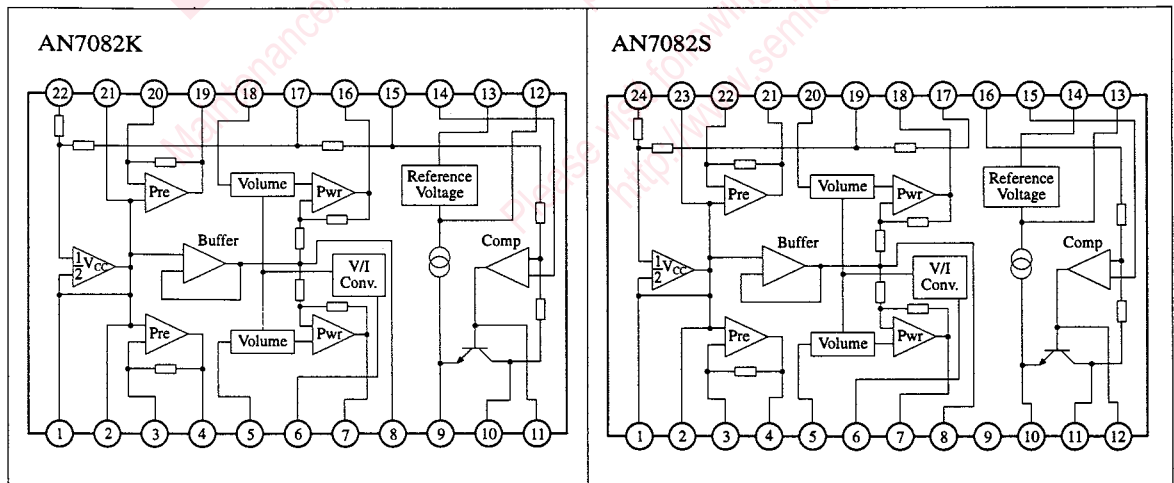 AN7082K
22 21 20 19 18 17 16 15 14 13 12
Pre
Volume
Pwr
Reference
Voltage
Buffer
Comp
1/2 VCC
V/I
Conv.
Pre
Volume
Pwr
1 2 3 4 5 6 7 8 9 10 11
AN7082S
24 23 22 21 20 19 18 17 16 15 14 13
Pre
Volume
Pwr
Reference
Voltage
Buffer
Comp
1/2 VCC
V/I
Conv.
Pre
Volume
Pwr
1 2 3 4 5 6 7 8 9 10 11 12